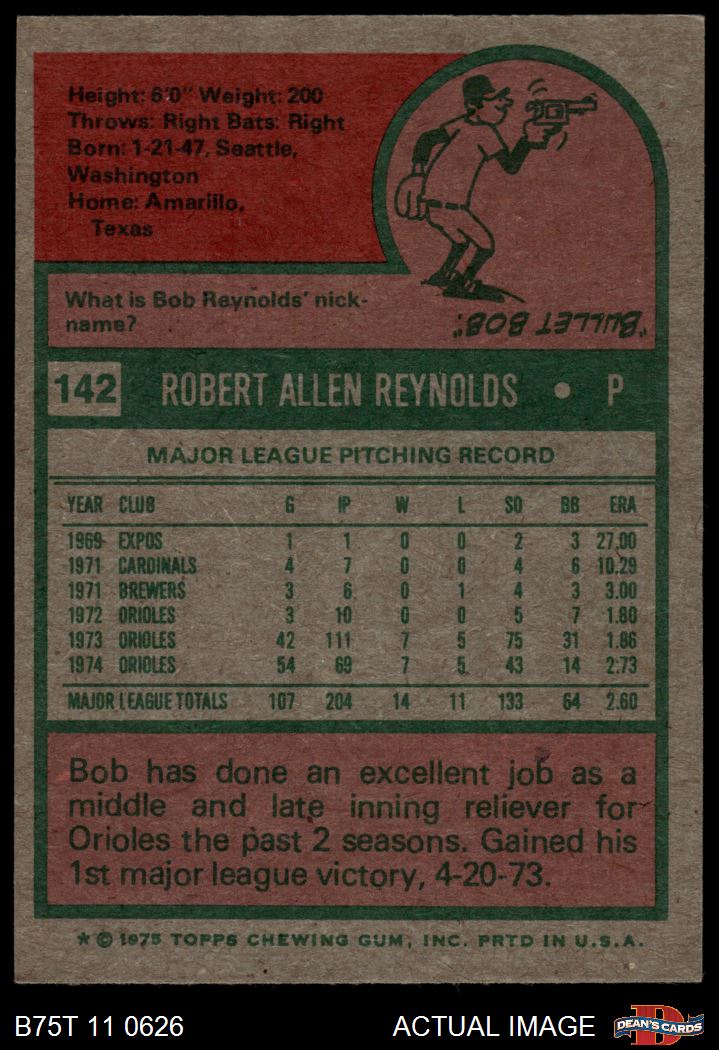 Height: 6'0" Weight: 200
Throws: Right Bats: Right
Born: 1-21-47, Seattle,
Washington
Home: Amarillo,
Texas
What is Bob Reynolds' nick-
name?
"BULLET BOB."
142 ROBERT ALLEN REYNOLDS • P
MAJOR LEAGUE PITCHING RECORD
YEAR CLUB G IP W L SO BB ERA
1969 EXPOS 1 1 0 0 2 3 27.00
1971 CARDINALS 4 7 0 0 4 6 10.29
1971 BREWERS 3 6 0 1 4 3 3.00
1972 ORIOLES 3 10 0 0 5 7 1.80
1973 ORIOLES 42 111 7 5 75 31 1.86
1974 ORIOLES 54 69 7 5 43 14 2.73
MAJOR LEAGUE TOTALS 107 204 14 11 133 64 2.60
Bob has done an excellent job as a
middle and late inning reliever for
Orioles the past 2 seasons. Gained his
1st major league victory, 4-20-73.
* © 1975 TOPPS CHEWING GUM, INC. PRTD IN U.S.A.
B75T 11 0626 ACTUAL IMAGE D DEAN'S CARDS